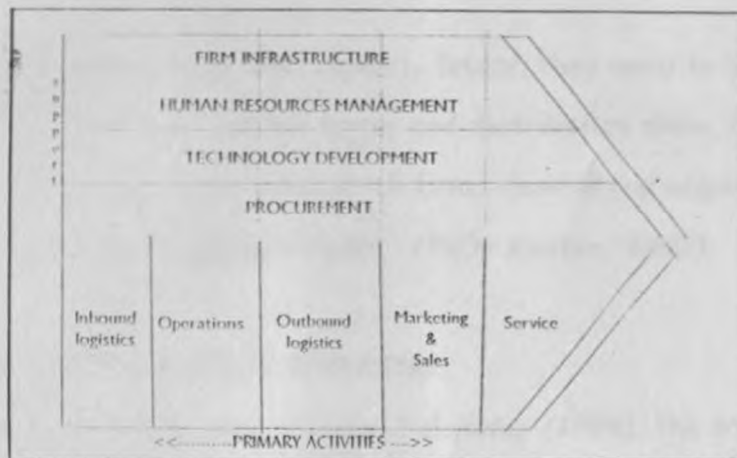 FIRM INFRASTRUCTURE
HUMAN RESOURCES MANAGEMENT
TECHNOLOGY DEVELOPMENT
PROCUREMENT
Inbound logistics
Operations
Outbound logistics
Marketing & Sales
Service
<<..........PRIMARY ACTIVITIES ....>>